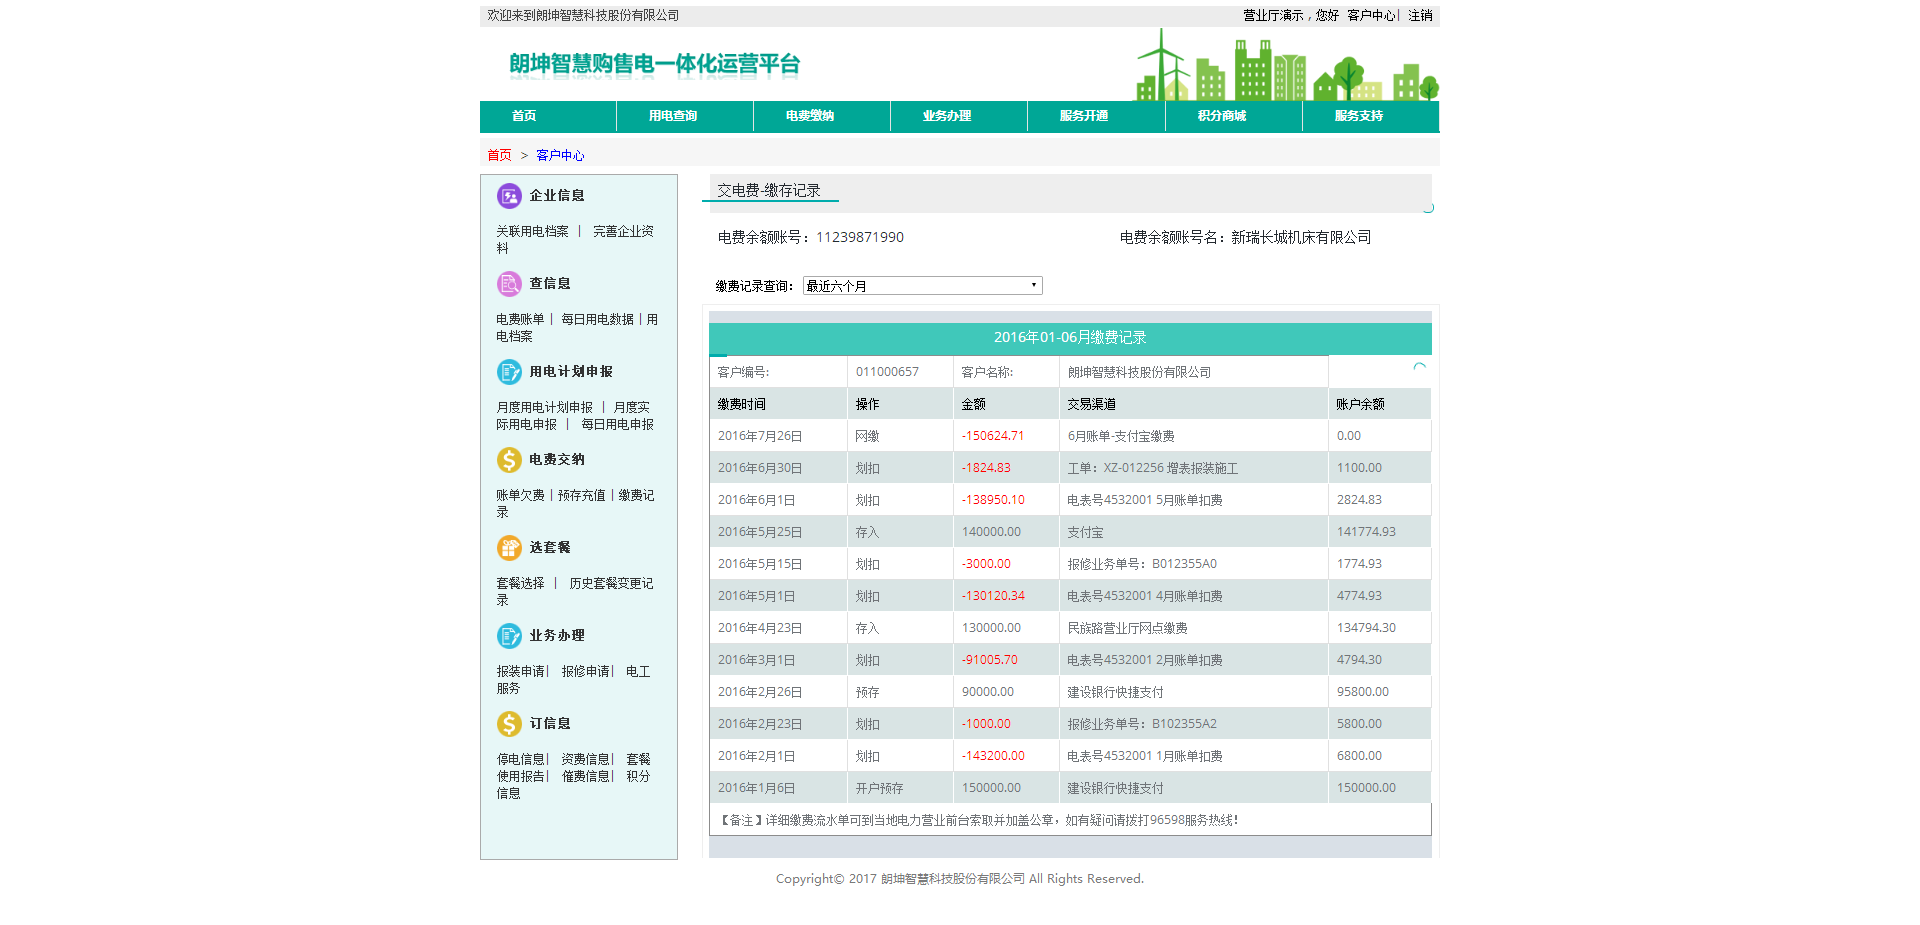 欢迎来到朗坤智慧科技股份有限公司
营业厅演示，您好 客户中心| 注销
朗坤智慧购售电一体化运营平台
首页 用电查询 电费缴纳 业务办理 服务开通 积分商城 服务支持
首页 > 客户中心
企业信息
关联用电档案 | 完善企业资
料
查信息
电费账单 | 每日用电数据 | 用
电档案
用电计划申报
月度用电计划申报 | 月度实
际用电申报 | 每日用电申报
电费交纳
账单欠费 | 预存充值 | 缴费记
录
选套餐
套餐选择 | 历史套餐变更记
录
业务办理
报装申请| 报修申请| 电工
服务
订信息
停电信息| 资费信息| 套餐
使用报告| 催费信息| 积分
信息
交电费-缴存记录
电费余额账号：11239871990 电费余额账号名：新瑞长城机床有限公司
缴费记录查询： 最近六个月
2016年01-06月缴费记录
客户编号: 011000657 客户名称: 朗坤智慧科技股份有限公司
缴费时间 操作 金额 交易渠道 账户余额
2016年7月26日 网缴 -150624.71 6月账单-支付宝缴费 0.00
2016年6月30日 划扣 -1824.83 工单：XZ-012256 增表报装施工 1100.00
2016年6月1日 划扣 -138950.10 电表号4532001 5月账单扣费 2824.83
2016年5月25日 存入 140000.00 支付宝 141774.93
2016年5月15日 划扣 -3000.00 报修业务单号：B012355A0 1774.93
2016年5月1日 划扣 -130120.34 电表号4532001 4月账单扣费 4774.93
2016年4月23日 存入 130000.00 民族路营业厅网点缴费 134794.30
2016年3月1日 划扣 -91005.70 电表号4532001 2月账单扣费 4794.30
2016年2月26日 预存 90000.00 建设银行快捷支付 95800.00
2016年2月23日 划扣 -1000.00 报修业务单号：B102355A2 5800.00
2016年2月1日 划扣 -143200.00 电表号4532001 1月账单扣费 6800.00
2016年1月6日 开户预存 150000.00 建设银行快捷支付 150000.00
【备注】详细缴费流水单可到当地电力营业前台索取并加盖公章，如有疑问请拨打96598服务热线！
Copyright© 2017 朗坤智慧科技股份有限公司 All Rights Reserved.